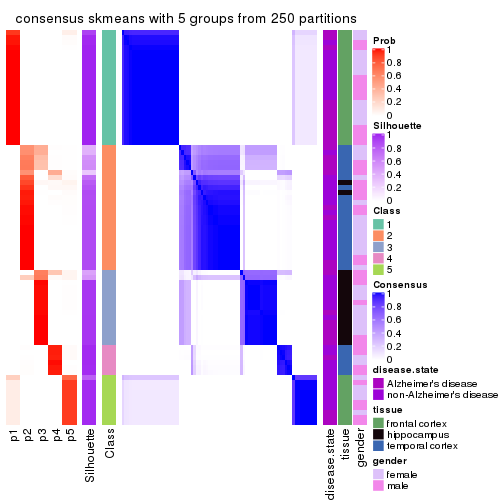 consensus skmeans with 5 groups from 250 partitions
p1
p2
p3
p4
p5
Silhouette
Class
disease.state
tissue
gender
Prob
1
0.8
0.6
0.4
0.2
0
Silhouette
1
0.8
0.6
0.4
0.2
0
Class
1
2
3
4
5
Consensus
1
0.8
0.6
0.4
0.2
0
disease.state
Alzheimer's disease
non-Alzheimer's disease
tissue
frontal cortex
hippocampus
temporal cortex
gender
female
male